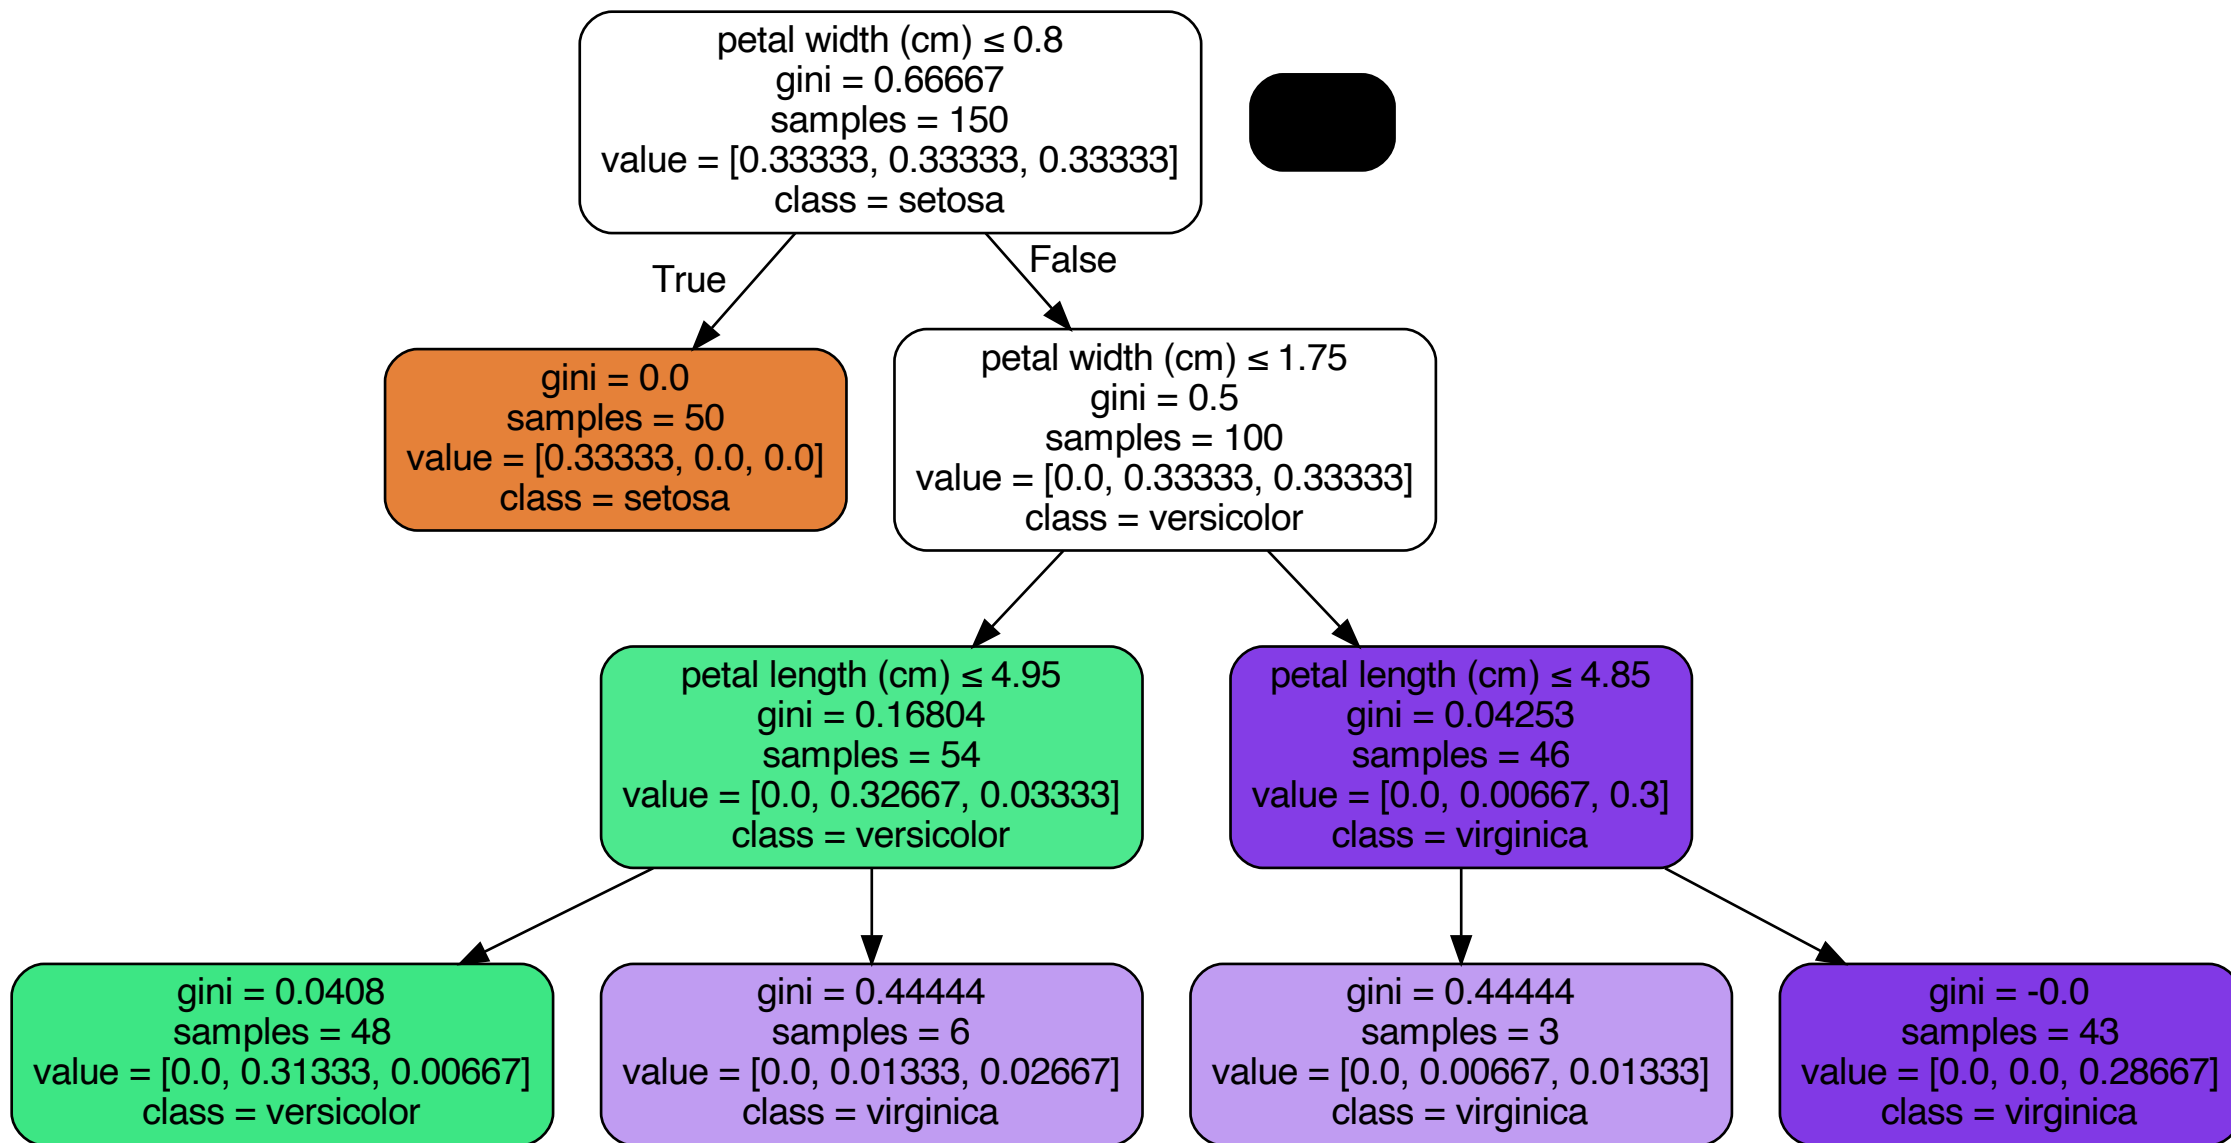 petal width (cm) ≤ 0.8
gini = 0.66667
samples = 150
value = [0.33333, 0.33333, 0.33333]
class = setosa
True
False
gini = 0.0
samples = 50
value = [0.33333, 0.0, 0.0]
class = setosa
petal width (cm) ≤ 1.75
gini = 0.5
samples = 100
value = [0.0, 0.33333, 0.33333]
class = versicolor
petal length (cm) ≤ 4.95
gini = 0.16804
samples = 54
value = [0.0, 0.32667, 0.03333]
class = versicolor
petal length (cm) ≤ 4.85
gini = 0.04253
samples = 46
value = [0.0, 0.00667, 0.3]
class = virginica
gini = 0.0408
samples = 48
value = [0.0, 0.31333, 0.00667]
class = versicolor
gini = 0.44444
samples = 6
value = [0.0, 0.01333, 0.02667]
class = virginica
gini = 0.44444
samples = 3
value = [0.0, 0.00667, 0.01333]
class = virginica
gini = -0.0
samples = 43
value = [0.0, 0.0, 0.28667]
class = virginica